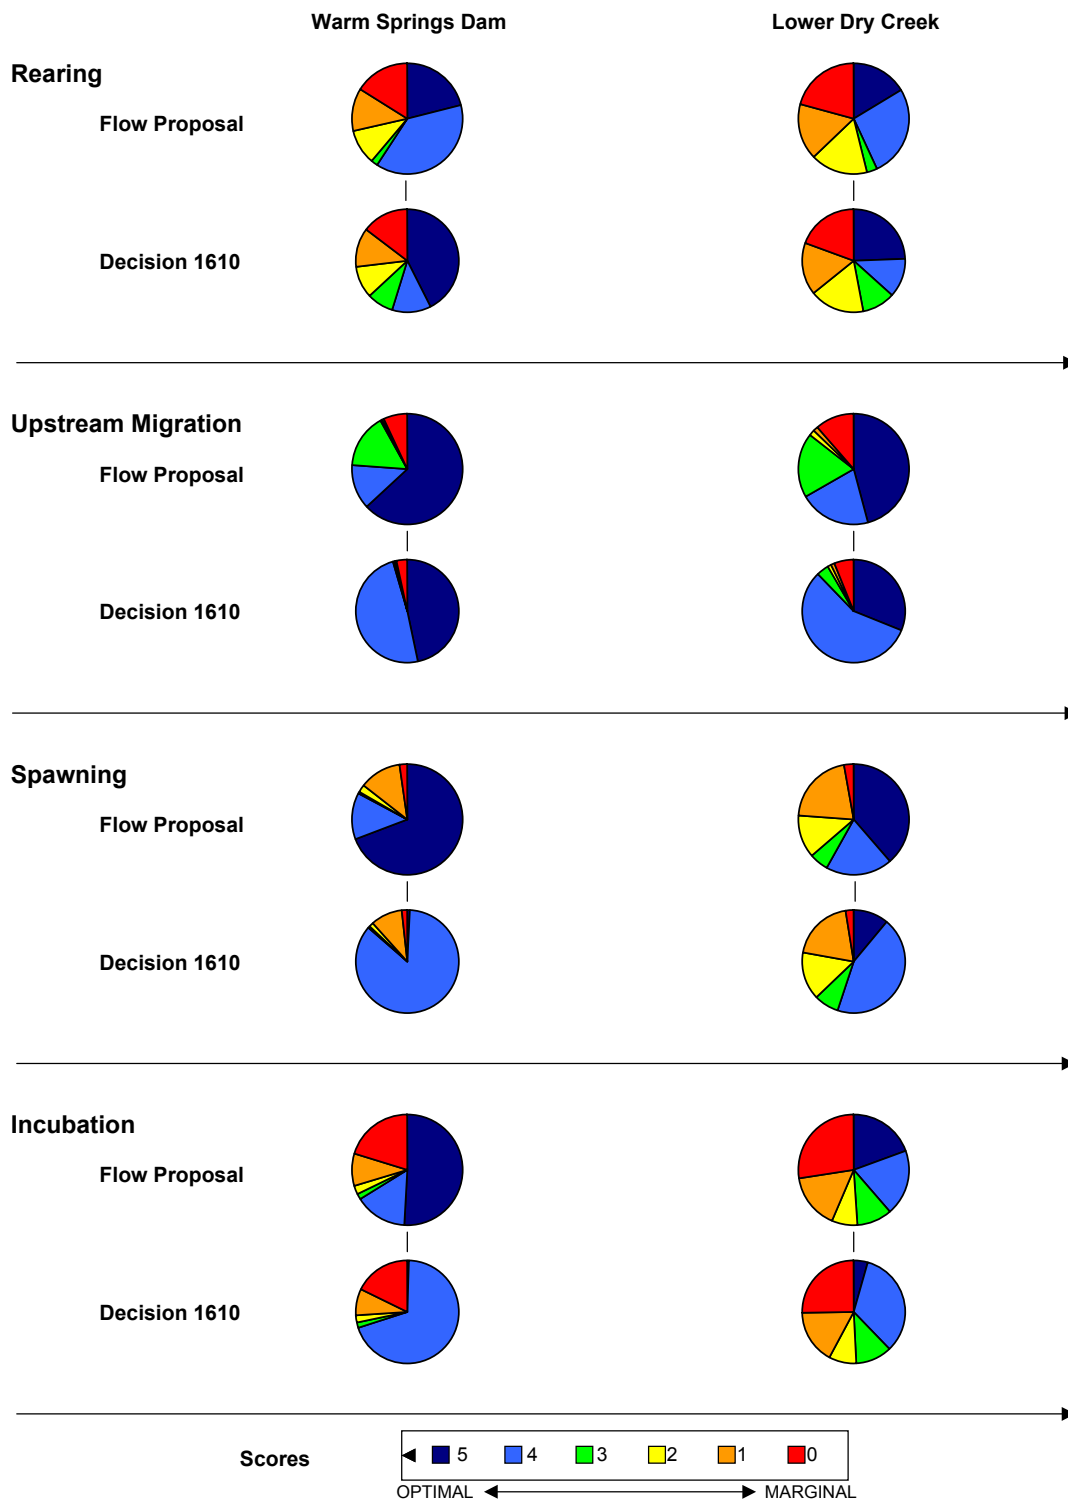 Warm Springs Dam Lower Dry Creek
Rearing
Flow Proposal
Decision 1610
Upstream Migration
Flow Proposal
Decision 1610
Spawning
Flow Proposal
Decision 1610
Incubation
Flow Proposal
Decision 1610
Scores 5 4 3 2 1 0
OPTIMAL MARGINAL